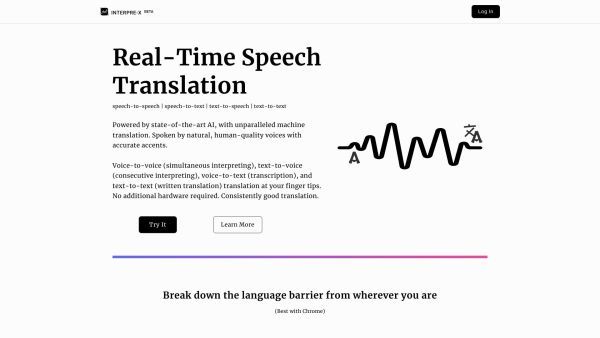 INTERPRE-X BETA
Log In
Real-Time Speech
Translation
speech-to-speech | speech-to-text | text-to-speech | text-to-text
Powered by state-of-the-art AI, with unparalleled machine
translation. Spoken by natural, human-quality voices with
accurate accents.
Voice-to-voice (simultaneous interpreting), text-to-voice
(consecutive interpreting), voice-to-text (transcription), and
text-to-text (written translation) translation at your finger tips.
No additional hardware required. Consistently good translation.
A
文A
Try It
Learn More
Break down the language barrier from wherever you are
(Best with Chrome)